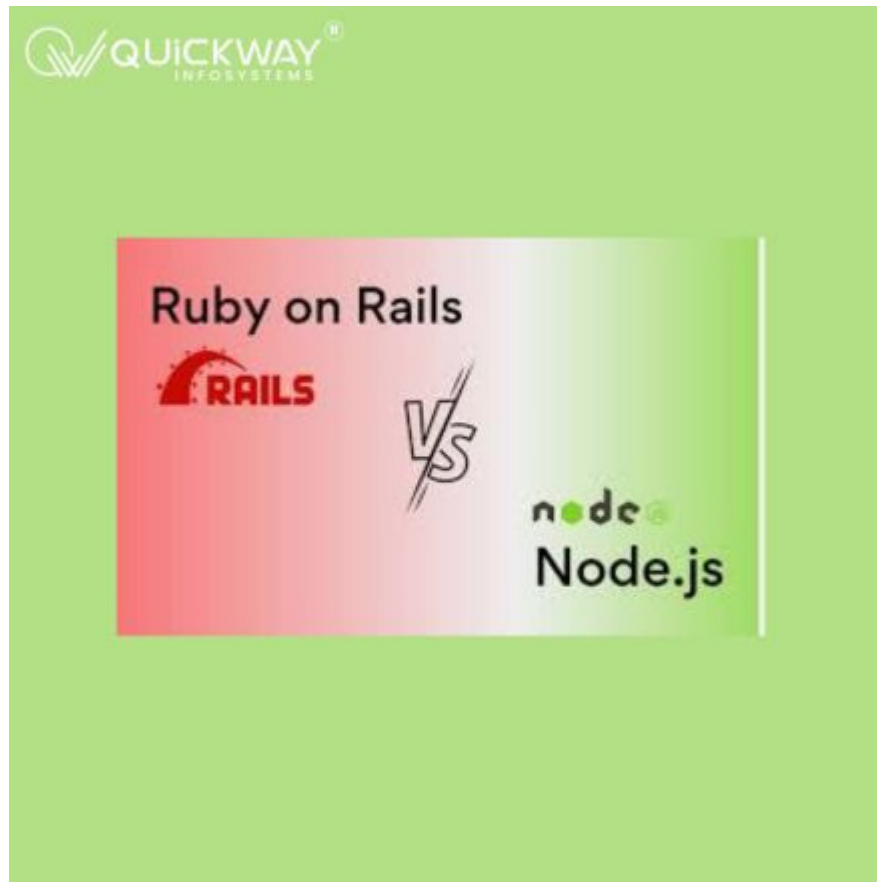 QUiCKWAY
INFOSYSTEMS
Ruby on Rails
RAILS
VS
node
Node.js